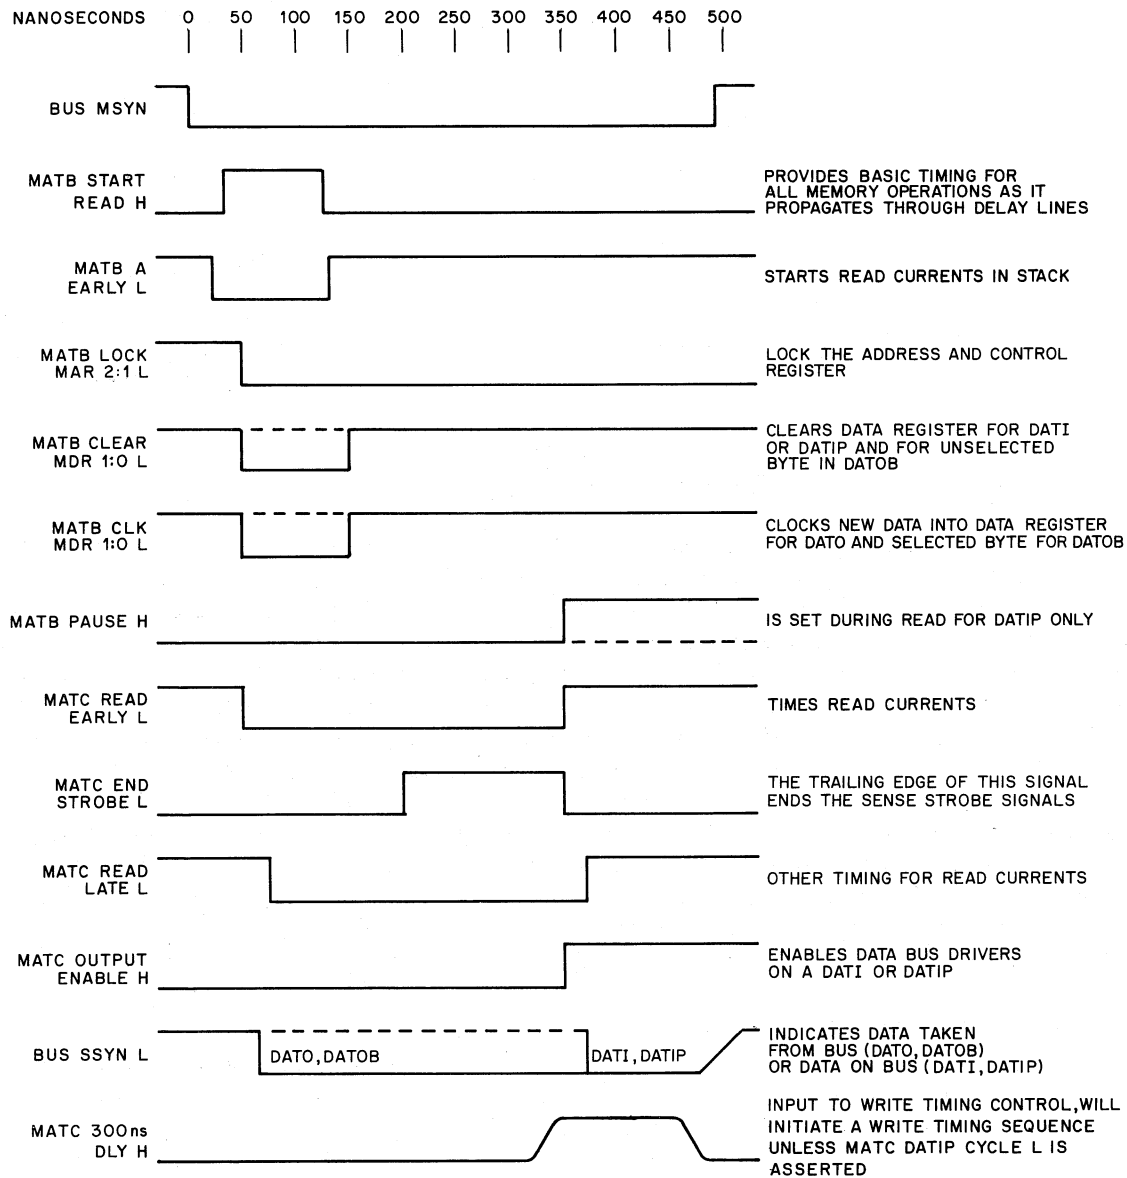 NANOSECONDS 0 50 100 150 200 250 300 350 400 450 500
BUS MSYN
MATB START
READ H
PROVIDES BASIC TIMING FOR
ALL MEMORY OPERATIONS AS IT
PROPAGATES THROUGH DELAY LINES
MATB A
EARLY L
STARTS READ CURRENTS IN STACK
MATB LOCK
MAR 2:1 L
LOCK THE ADDRESS AND CONTROL
REGISTER
MATB CLEAR
MDR 1:0 L
CLEARS DATA REGISTER FOR DATI
OR DATIP AND FOR UNSELECTED
BYTE IN DATOB
MATB CLK
MDR 1:0 L
CLOCKS NEW DATA INTO DATA REGISTER
FOR DATO AND SELECTED BYTE FOR DATOB
MATB PAUSE H
IS SET DURING READ FOR DATIP ONLY
MATC READ
EARLY L
TIMES READ CURRENTS
MATC END
STROBE L
THE TRAILING EDGE OF THIS SIGNAL
ENDS THE SENSE STROBE SIGNALS
MATC READ
LATE L
OTHER TIMING FOR READ CURRENTS
MATC OUTPUT
ENABLE H
ENABLES DATA BUS DRIVERS
ON A DATI OR DATIP
BUS SSYN L
DATO, DATOB
DATI, DATIP
INDICATES DATA TAKEN
FROM BUS (DATO, DATOB)
OR DATA ON BUS (DATI, DATIP)
MATC 300ns
DLY H
INPUT TO WRITE TIMING CONTROL, WILL
INITIATE A WRITE TIMING SEQUENCE
UNLESS MATC DATIP CYCLE L IS
ASSERTED